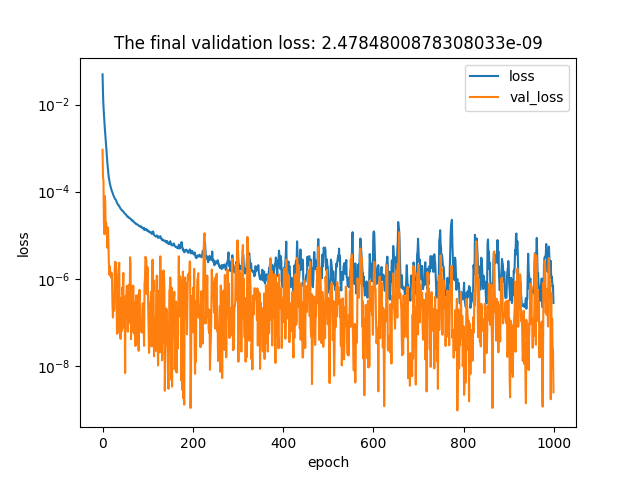 The final validation loss: 2.4784800878308033e-09
loss
val_loss
10⁻²
10⁻⁴
10⁻⁶
10⁻⁸
loss
0 200 400 600 800 1000
epoch